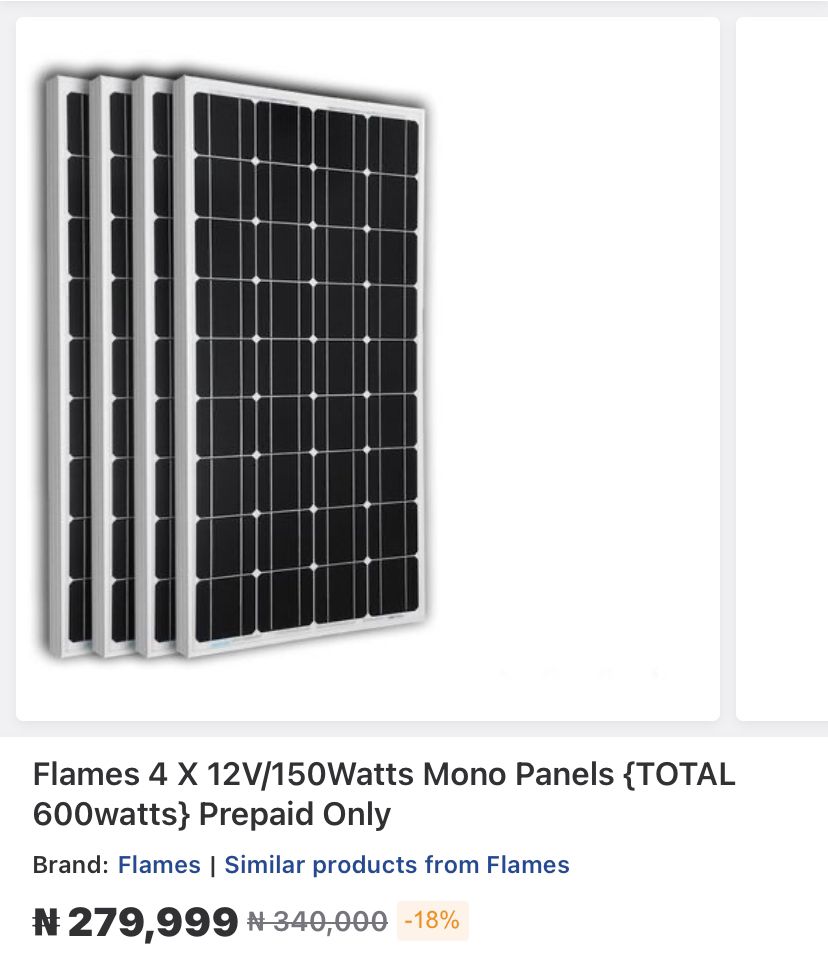 Flames 4 X 12V/150Watts Mono Panels {TOTAL
600watts} Prepaid Only
Brand: Flames | Similar products from Flames
₦ 279,999 ₦ 340,000 -18%